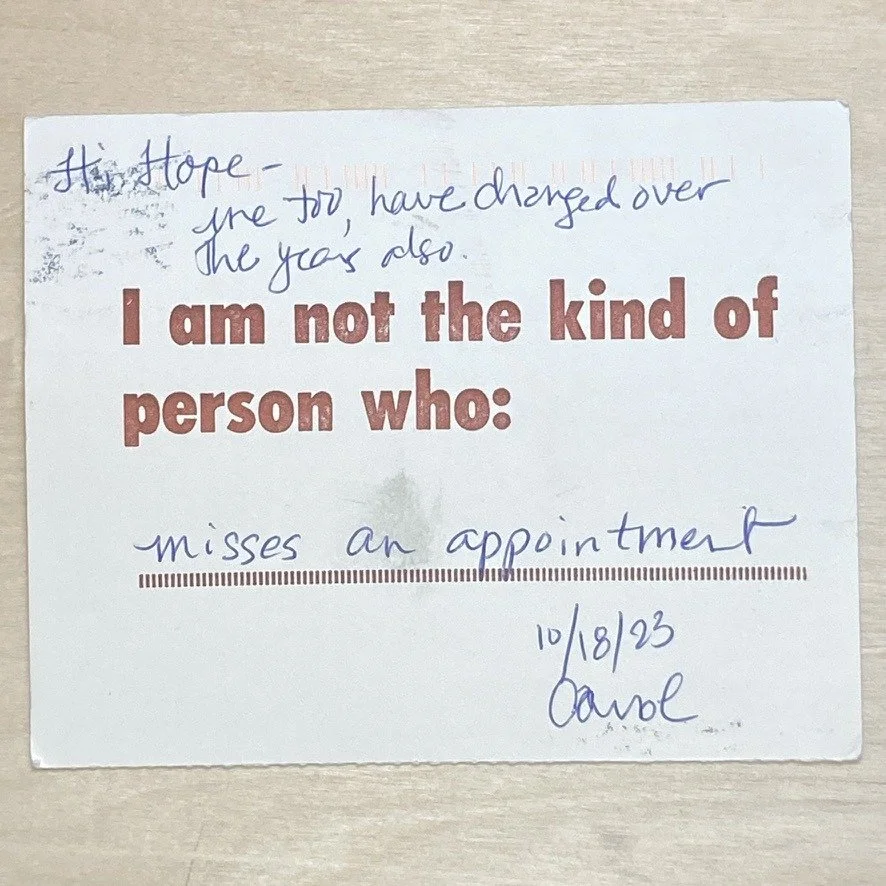 Hi, Hope -
me too, have changed over
the years also.
I am not the kind of
person who:
misses an appointment
10/18/23
Carol